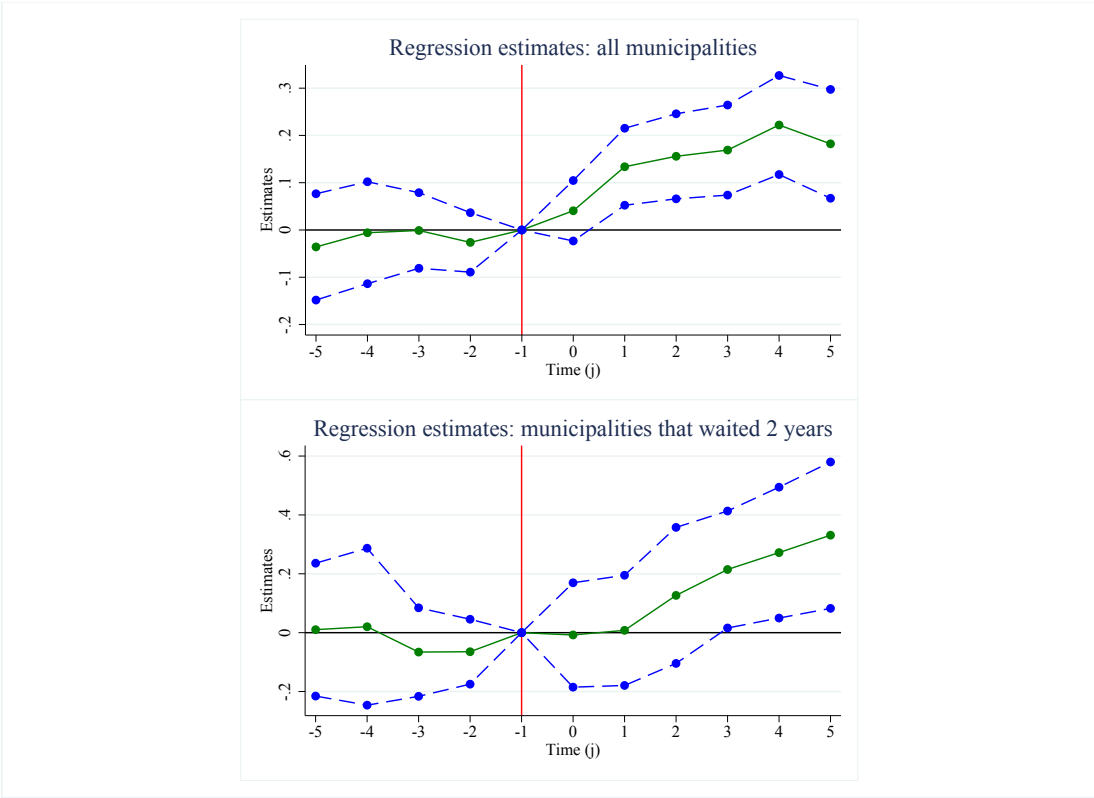 Regression estimates: all municipalities
.3
.2
.1
0
-.1
-.2
Estimates
-5 -4 -3 -2 -1 0 1 2 3 4 5
Time (j)
Regression estimates: municipalities that waited 2 years
.6
.4
.2
0
-.2
Estimates
-5 -4 -3 -2 -1 0 1 2 3 4 5
Time (j)